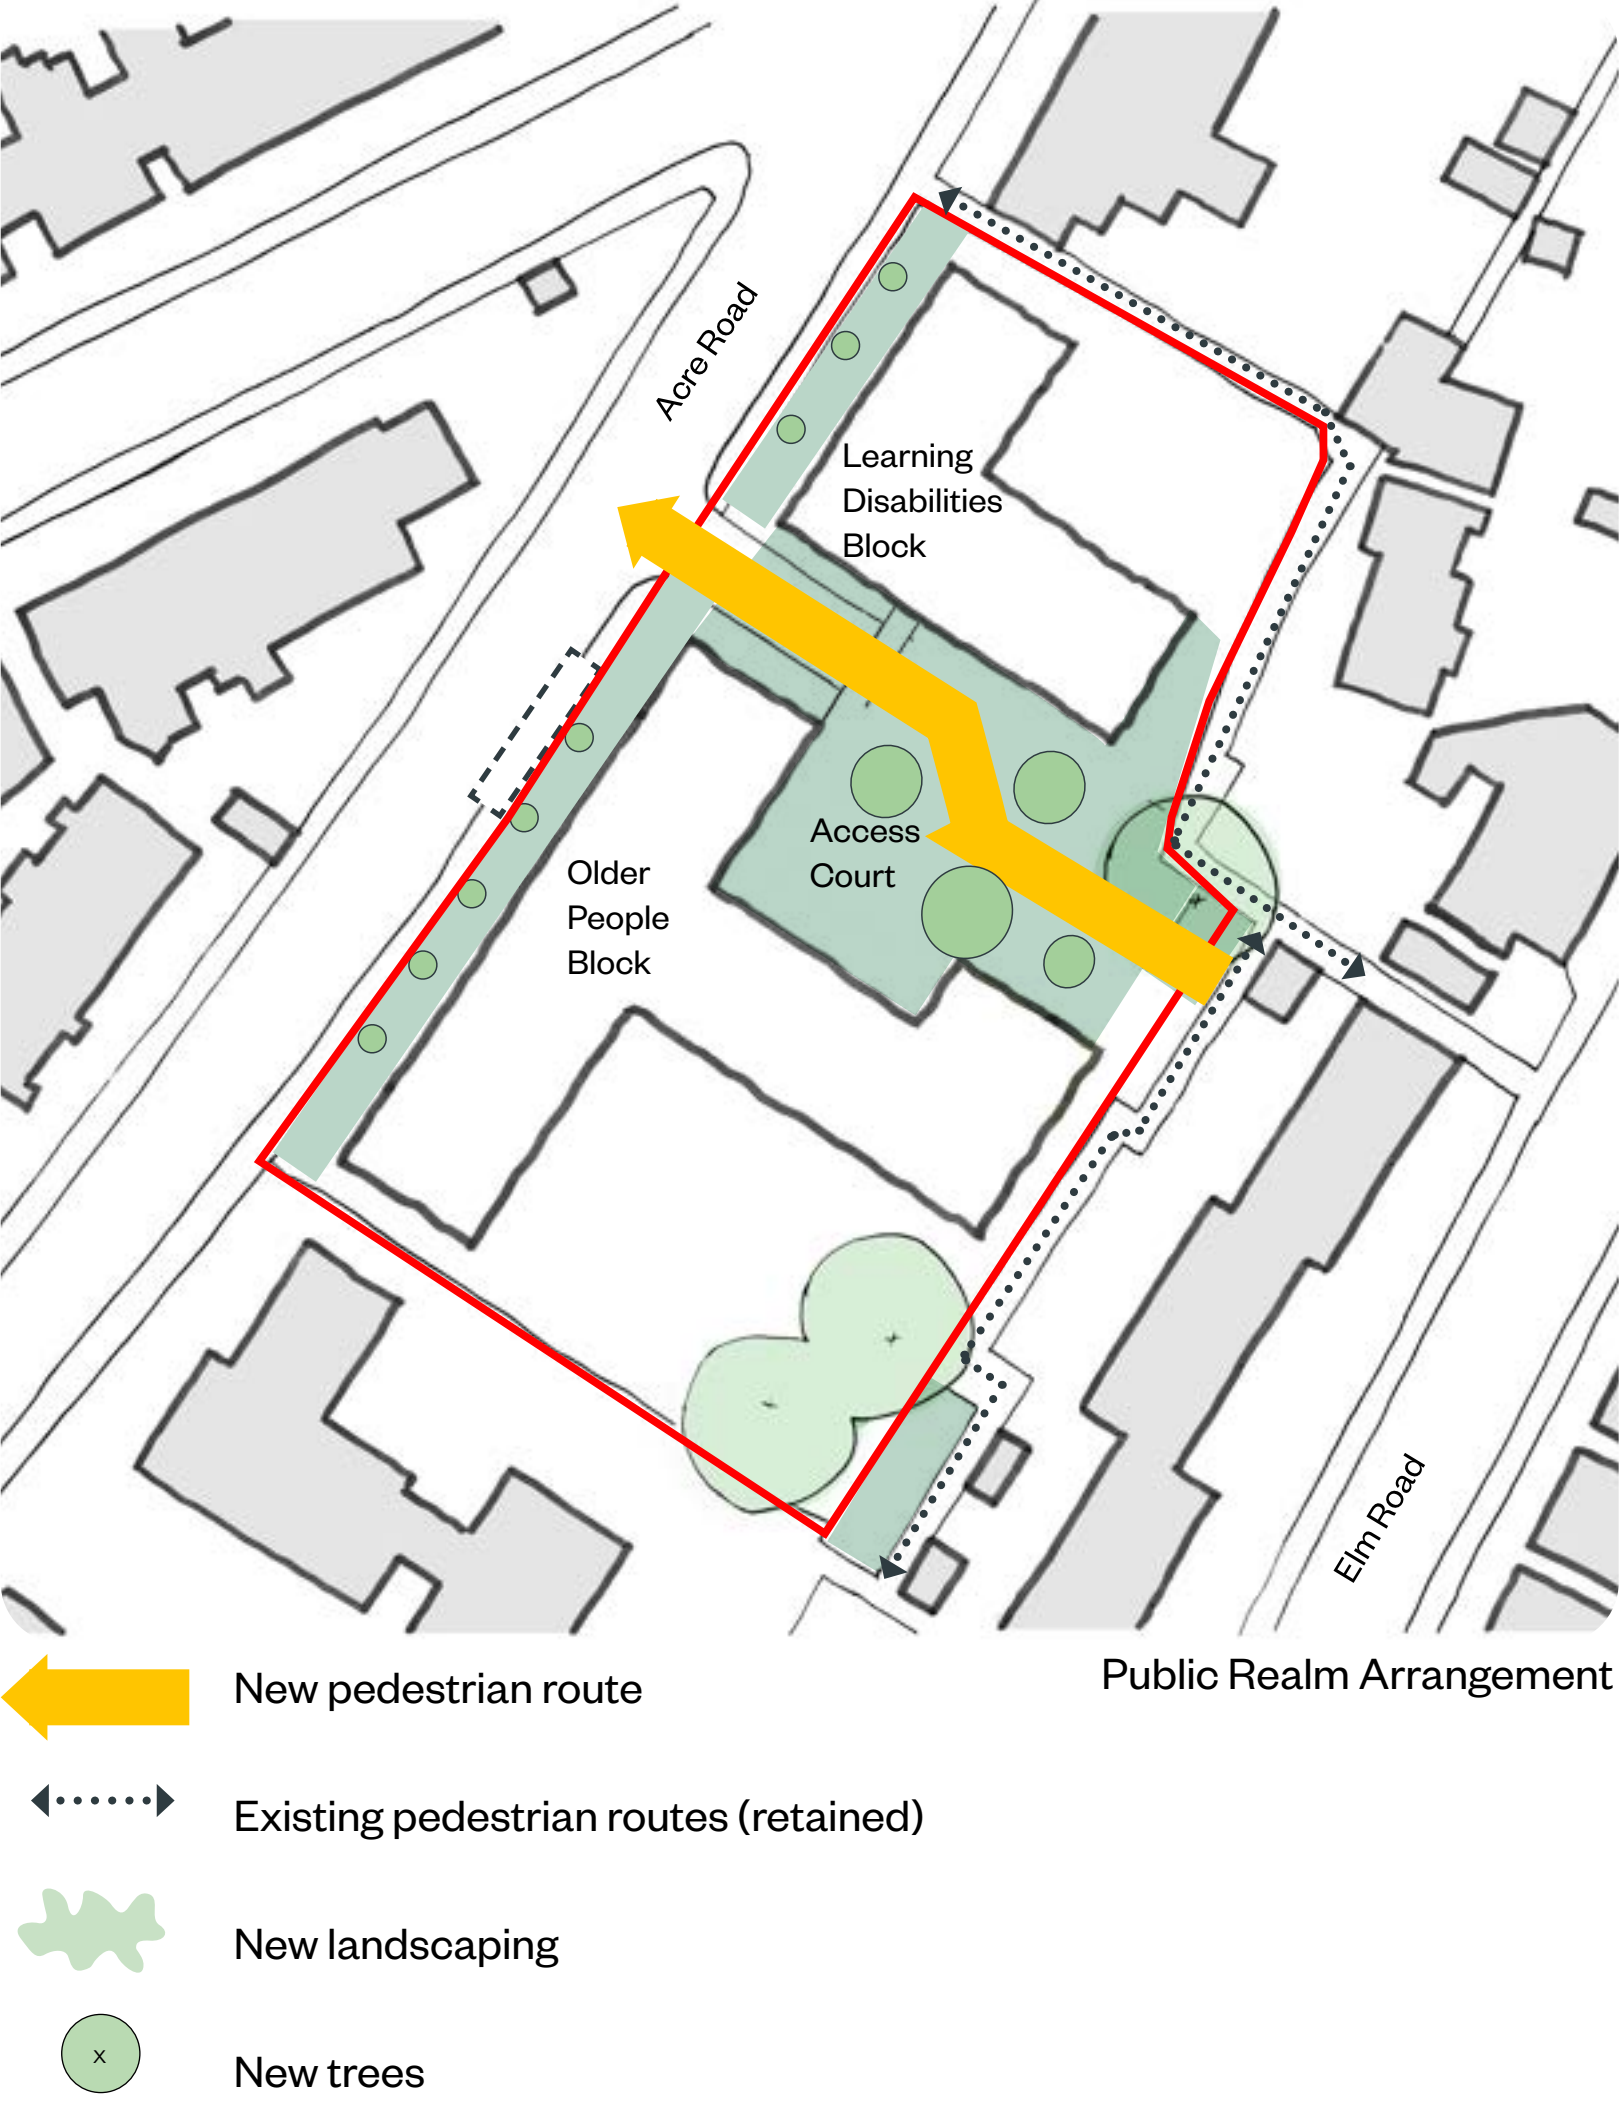 Acre Road
Learning
Disabilities
Block
Access
Court
Older
People
Block
Elm Road
Public Realm Arrangement
New pedestrian route
Existing pedestrian routes (retained)
New landscaping
x
New trees